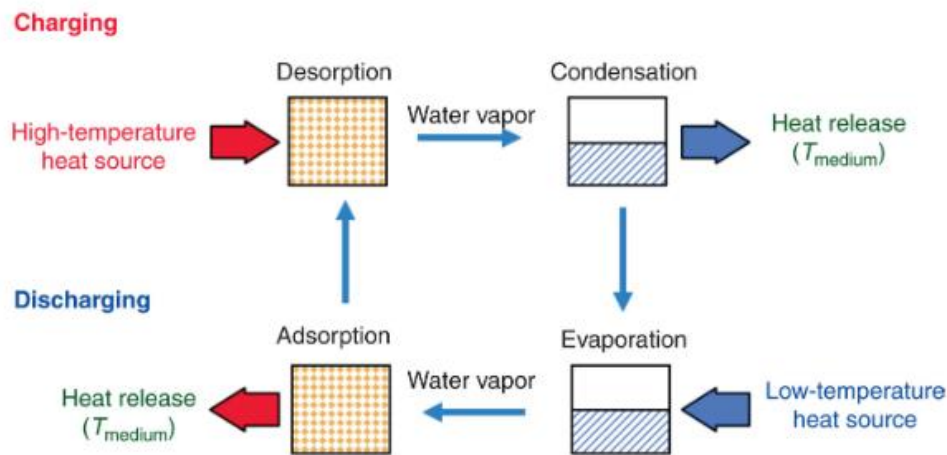 Charging
Desorption
Condensation
Water vapor
High-temperature
heat source
Heat release
(Tmedium)
Discharging
Adsorption
Evaporation
Water vapor
Heat release
(Tmedium)
Low-temperature
heat source